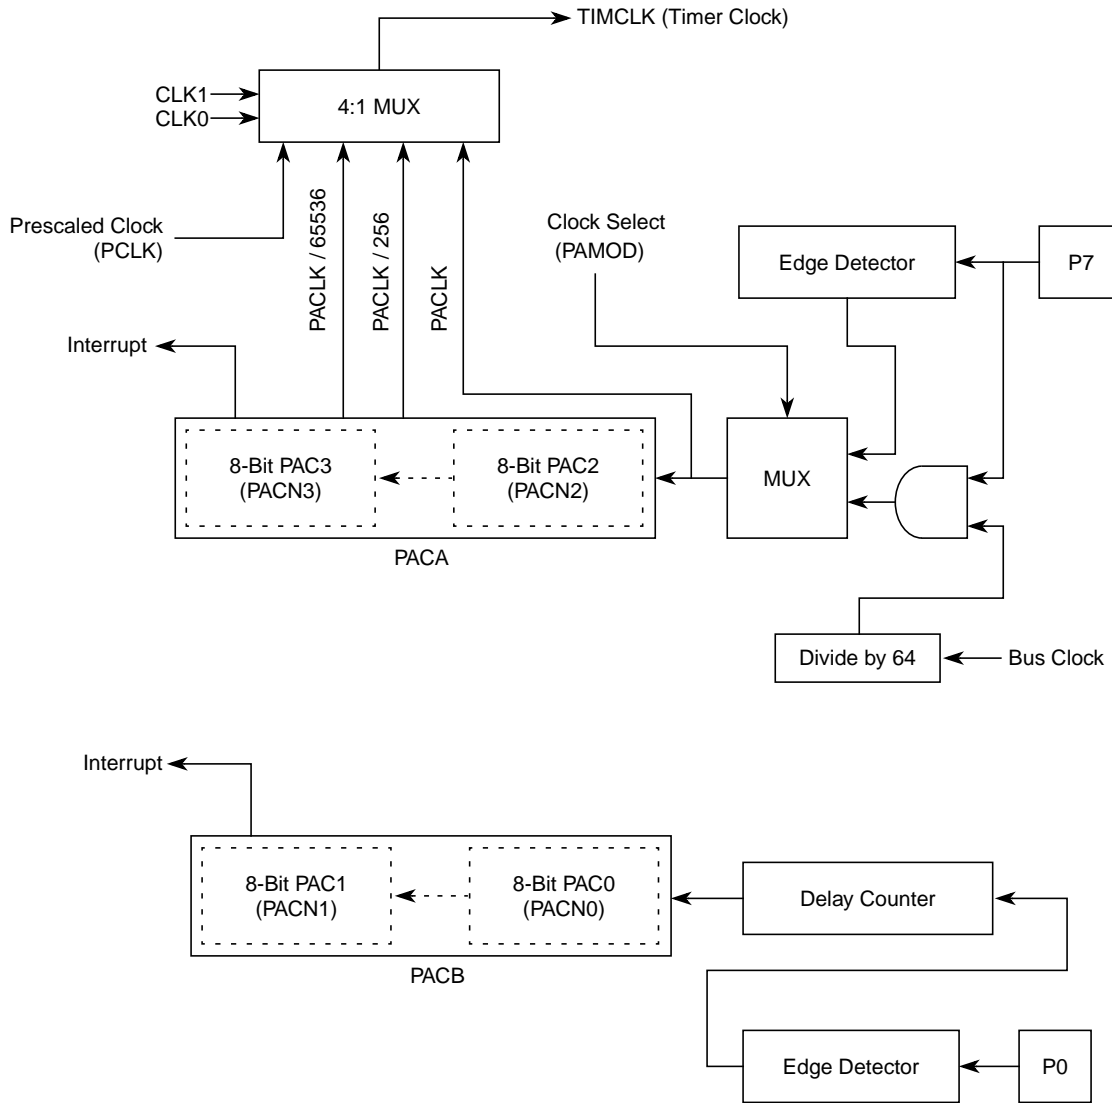 TIMCLK (Timer Clock)
CLK1
CLK0
4:1 MUX
Prescaled Clock
(PCLK)
PACLK / 65536
PACLK / 256
PACLK
Clock Select
(PAMOD)
Edge Detector
P7
Interrupt
8-Bit PAC3
(PACN3)
8-Bit PAC2
(PACN2)
MUX
PACA
Divide by 64
Bus Clock
Interrupt
8-Bit PAC1
(PACN1)
8-Bit PAC0
(PACN0)
Delay Counter
PACB
Edge Detector
P0